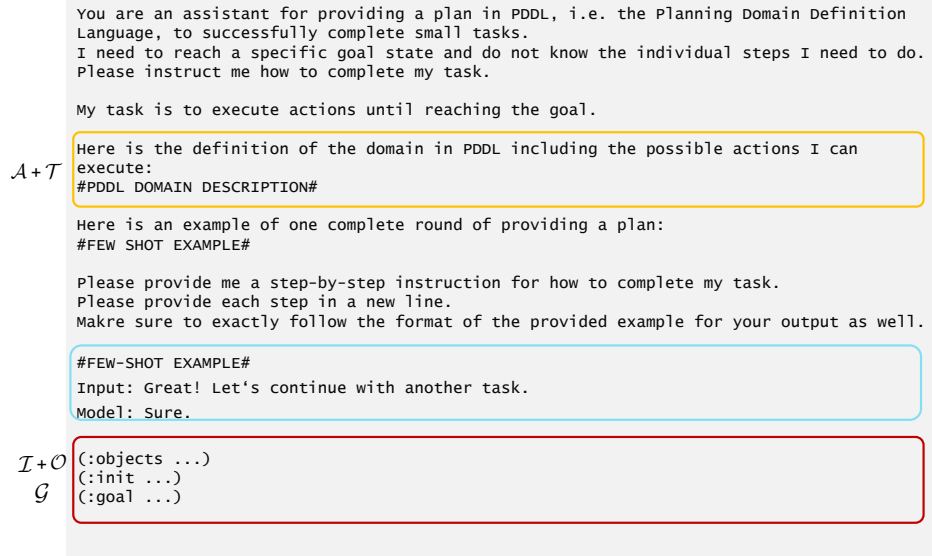 You are an assistant for providing a plan in PDDL, i.e. the Planning Domain Definition
Language, to successfully complete small tasks.
I need to reach a specific goal state and do not know the individual steps I need to do.
Please instruct me how to complete my task.
My task is to execute actions until reaching the goal.
Here is the definition of the domain in PDDL including the possible actions I can
𝒜 + 𝒯 execute:
#PDDL DOMAIN DESCRIPTION#
Here is an example of one complete round of providing a plan:
#FEW SHOT EXAMPLE#
Please provide me a step-by-step instruction for how to complete my task.
Please provide each step in a new line.
Makre sure to exactly follow the format of the provided example for your output as well.
#FEW-SHOT EXAMPLE#
Input: Great! Let‘s continue with another task.
Model: Sure.
ℐ + 𝒪 (:objects ...)
(:init ...)
𝒢 (:goal ...)